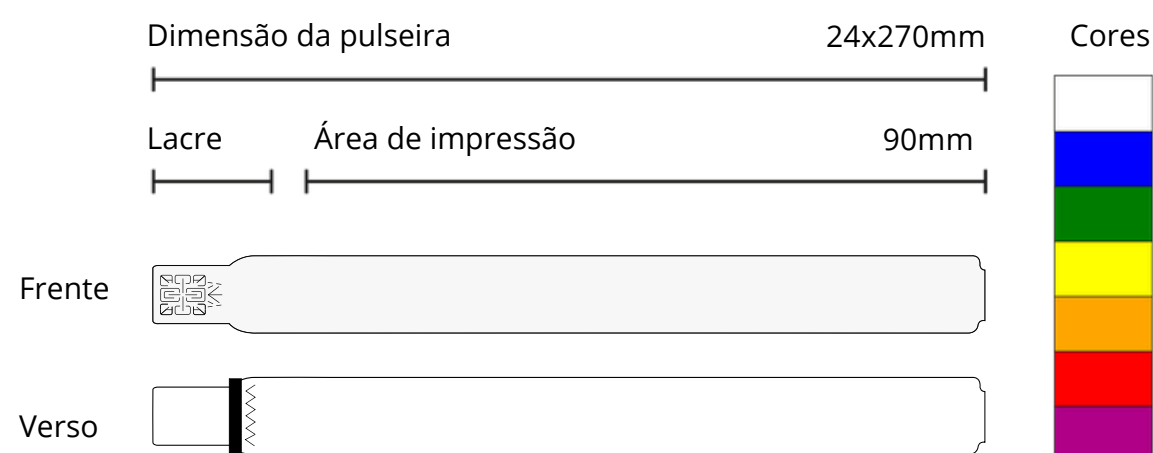 Dimensão da pulseira 24x270mm Cores
Lacre Área de impressão 90mm
Frente
Verso